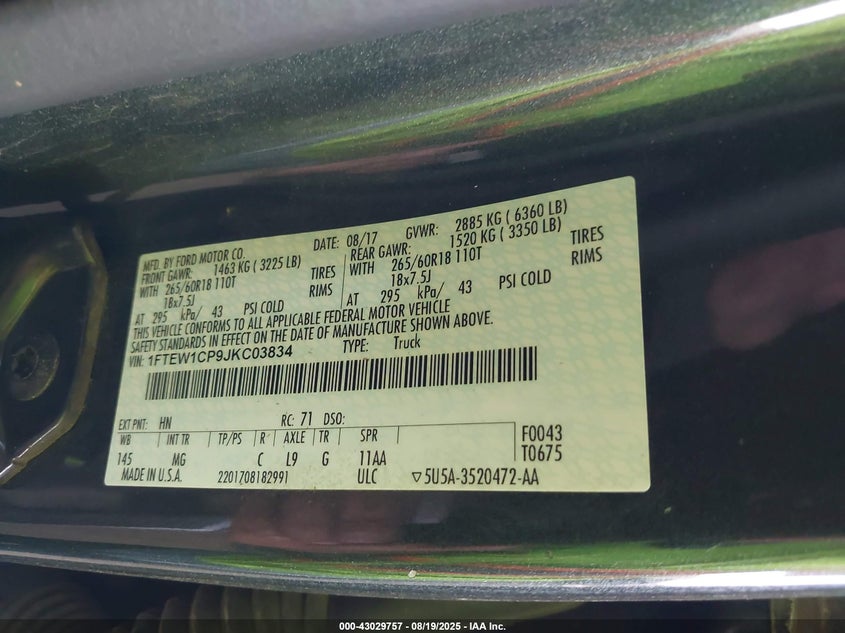 MFD. BY FORD MOTOR CO. DATE: 08/17 GVWR: 2885 KG ( 6360 LB)
FRONT GAWR: 1463 KG ( 3225 LB) REAR GAWR: 1520 KG ( 3350 LB)
WITH 265/60R18 110T TIRES WITH 265/60R18 110T TIRES
18x7.5J RIMS 18x7.5J RIMS
AT 295 kPa/ 43 PSI COLD AT 295 kPa/ 43 PSI COLD
THIS VEHICLE CONFORMS TO ALL APPLICABLE FEDERAL MOTOR VEHICLE
SAFETY STANDARDS IN EFFECT ON THE DATE OF MANUFACTURE SHOWN ABOVE.
VIN: 1FTEW1CP9JKC03834 TYPE: Truck
EXT PNT: HN RC: 71 DSO:
WB INT TR TP/PS R AXLE TR SPR F0043
145 MG C L9 G 11AA T0675
MADE IN U.S.A. 2201708182991 ULC ▽5U5A-3520472-AA
000-43029757 - 08/19/2025 - IAA Inc.